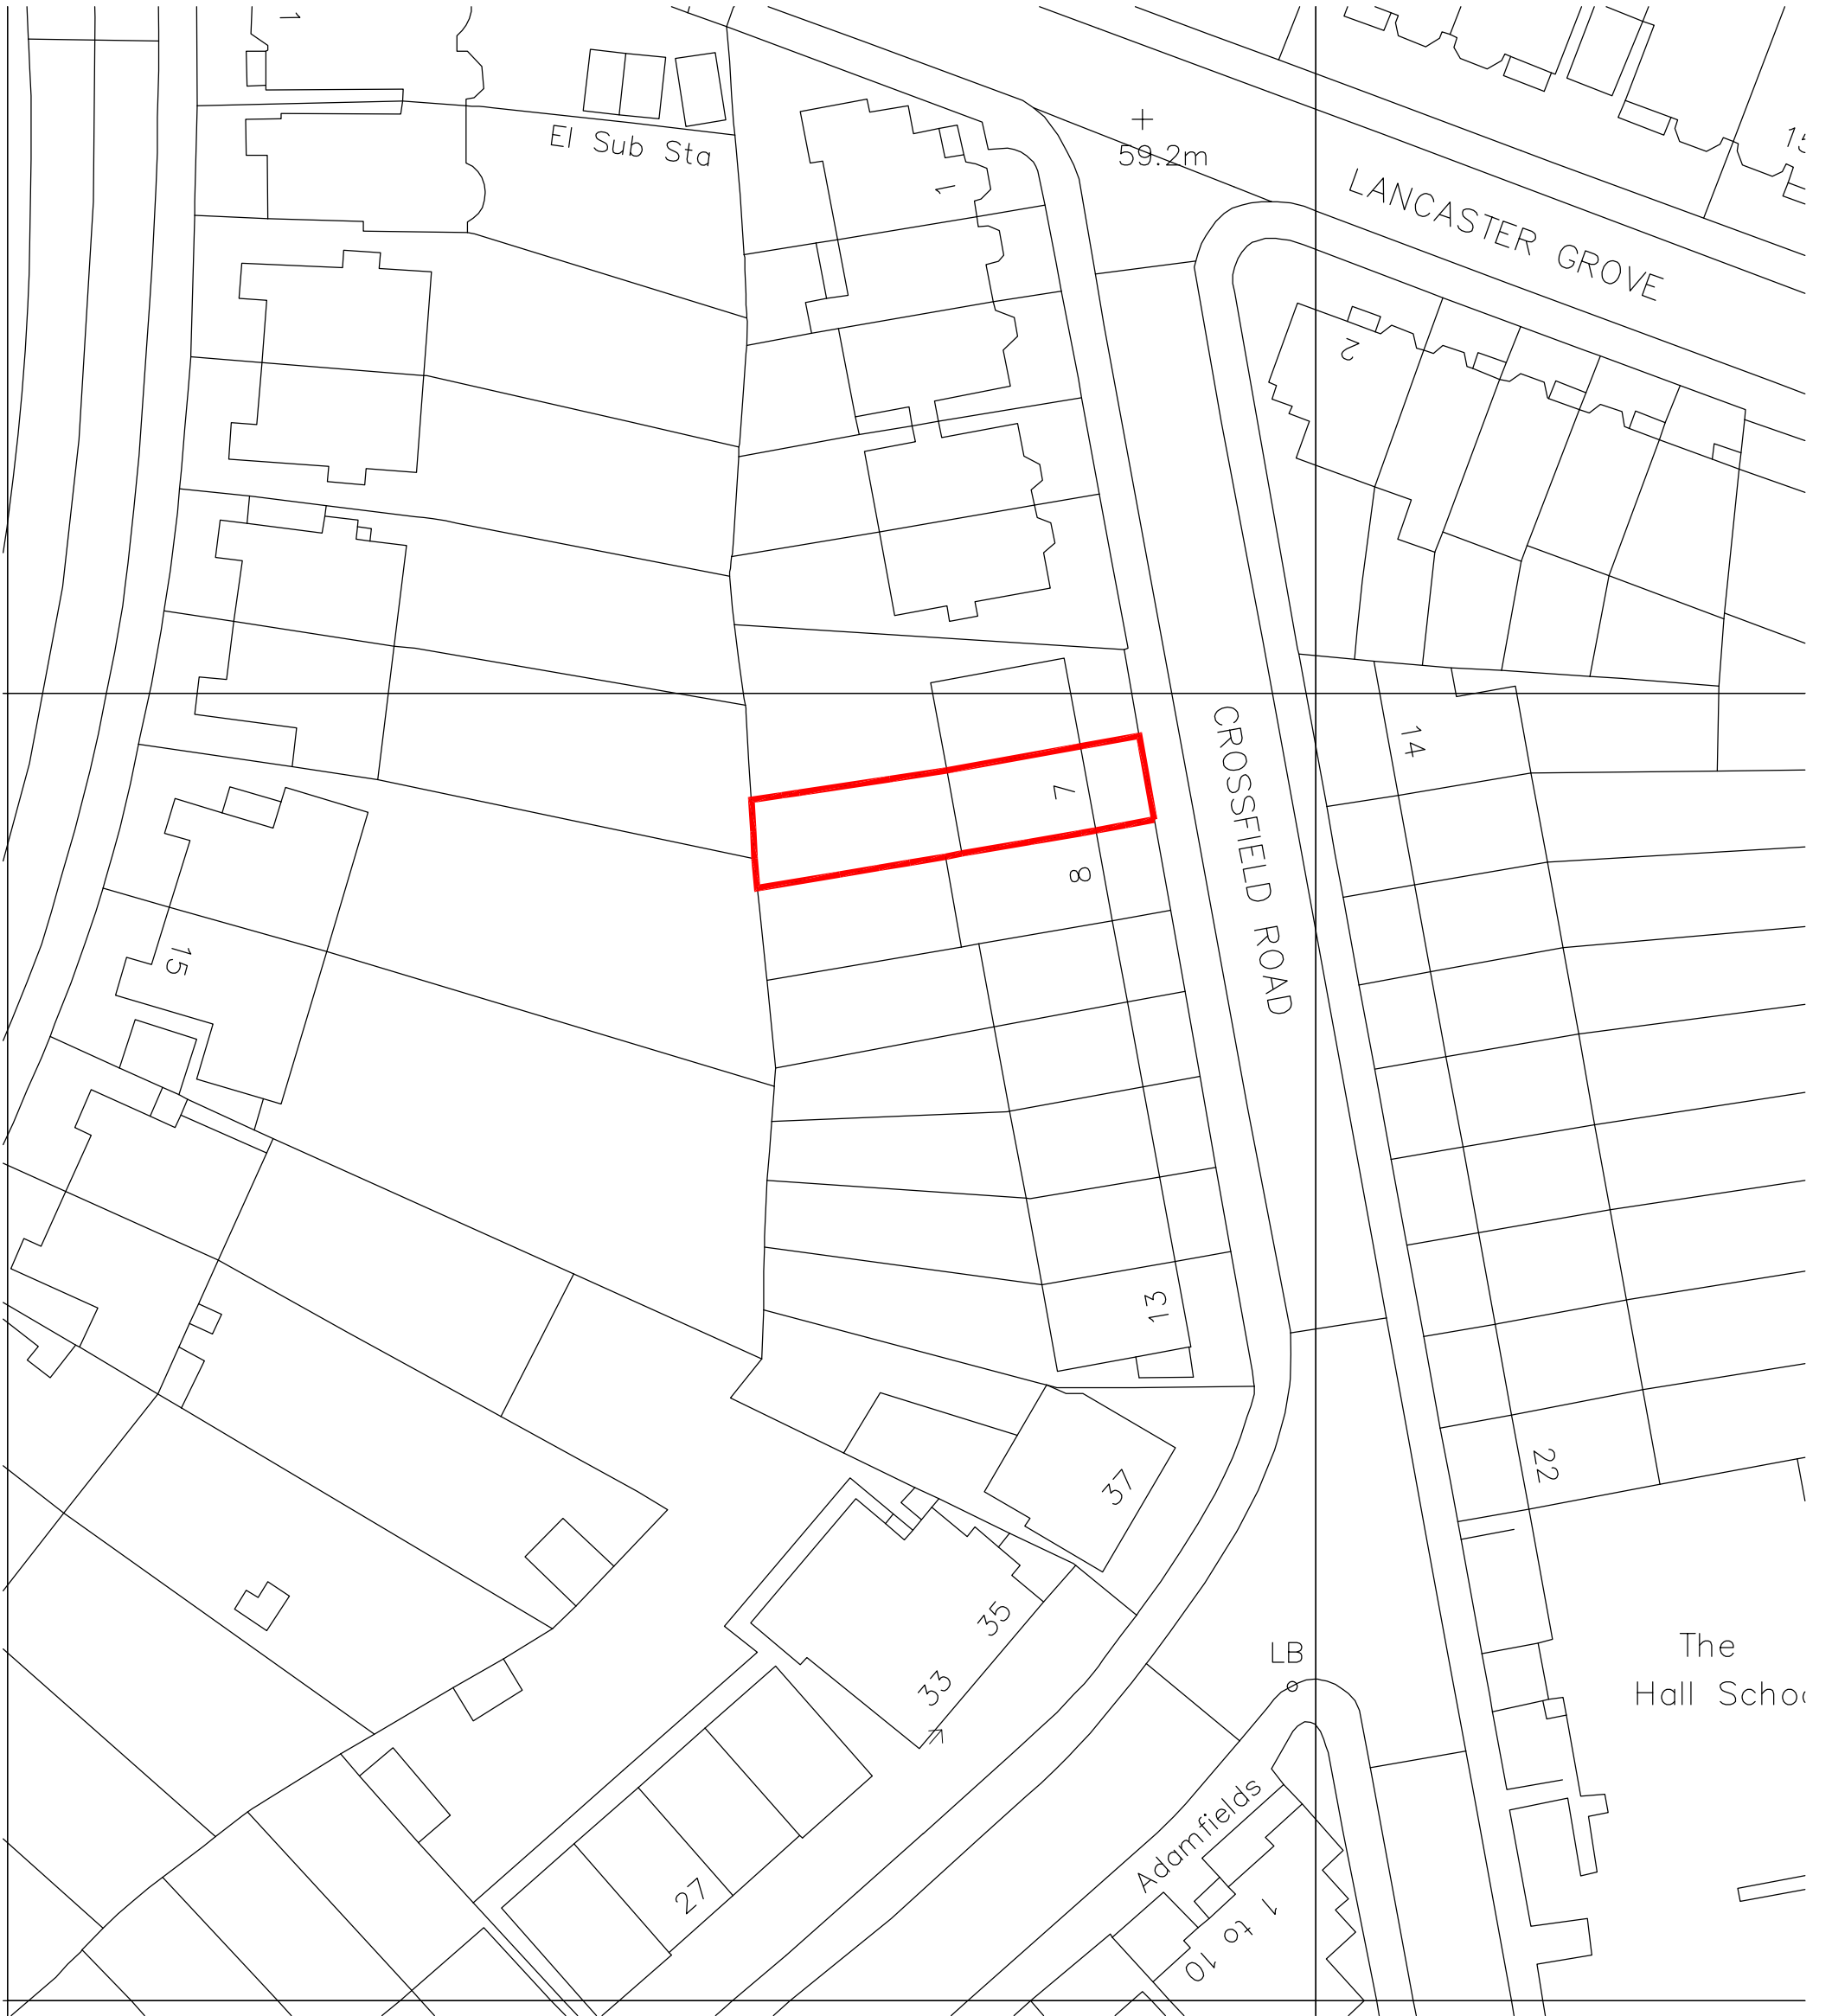 1
El Sub Sta
1
59.2m
LANCASTER GROVE
2
CROSSFIELD ROAD
14
7
8
15
13
22
37
35
33
27
LB
The
Hall
Adamfields
1 to 10